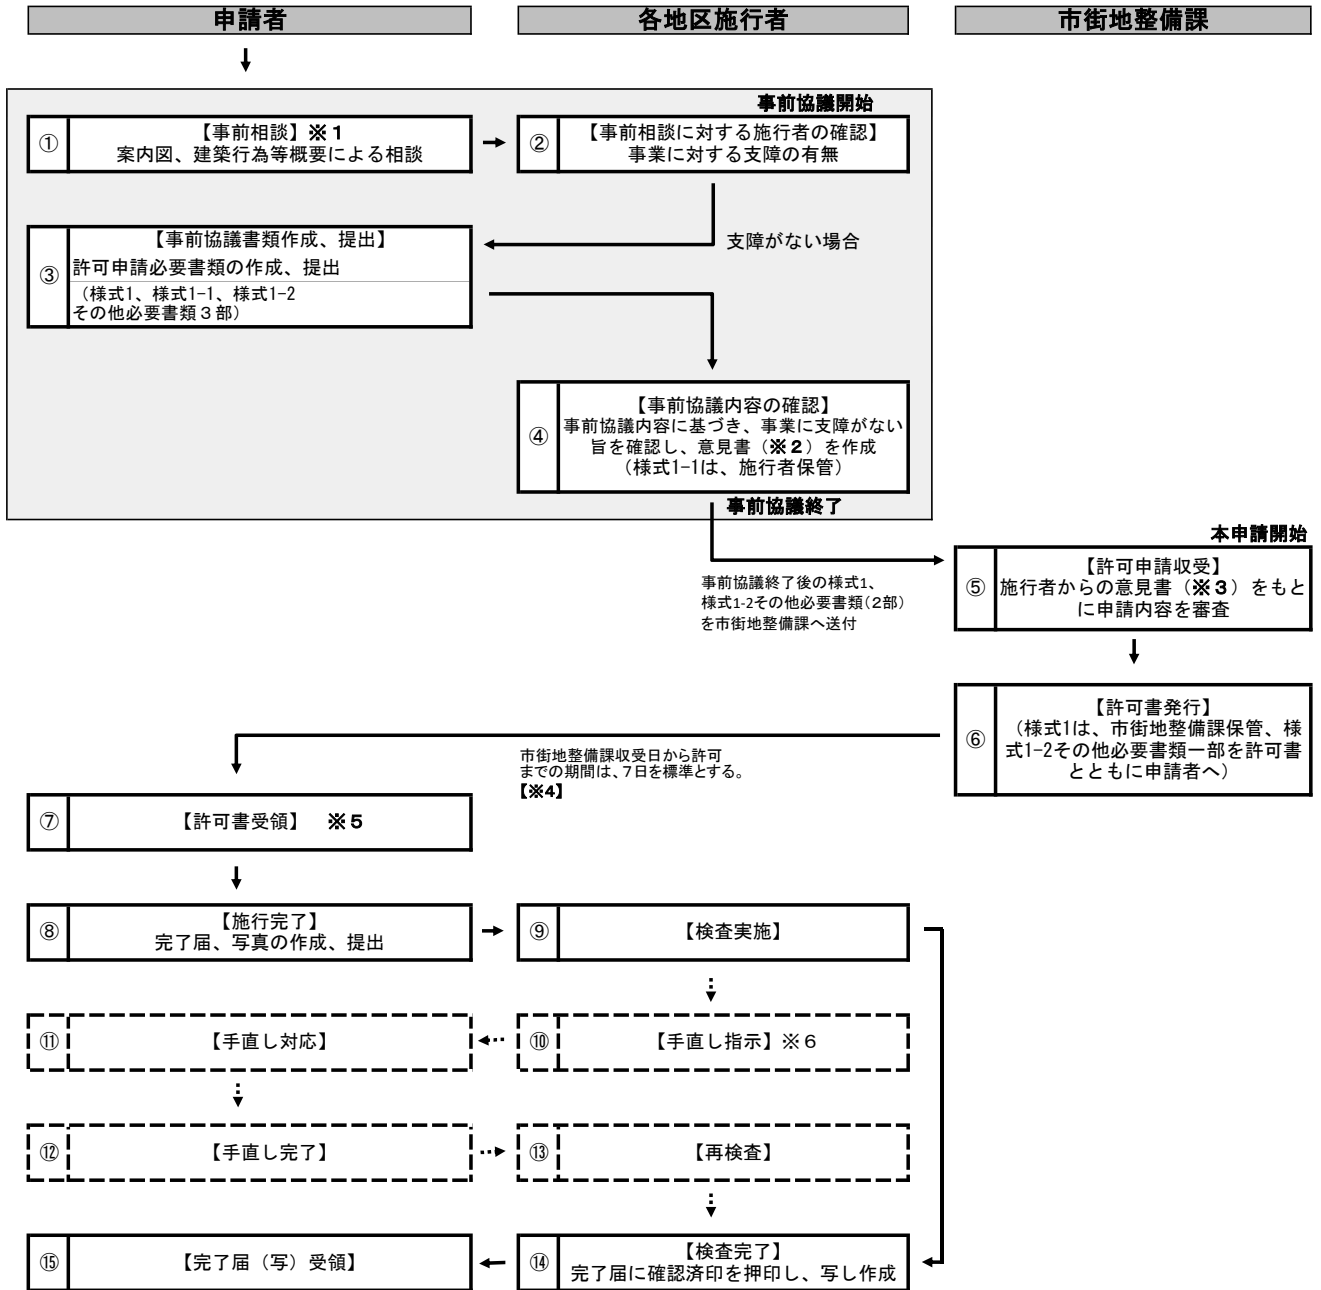 申請者
各地区施行者
市街地整備課
事前協議開始
①
【事前相談】※１
案内図、建築行為等概要による相談
②
【事前相談に対する施行者の確認】
事業に対する支障の有無
支障がない場合
③
【事前協議書類作成、提出】
許可申請必要書類の作成、提出
（様式1、様式1-1、様式1-2
その他必要書類３部）
④
【事前協議内容の確認】
事前協議内容に基づき、事業に支障がない
旨を確認し、意見書（※２）を作成
（様式1-1は、施行者保管）
事前協議終了
本申請開始
事前協議終了後の様式1、
様式1-2その他必要書類（２部）
を市街地整備課へ送付
⑤
【許可申請収受】
施行者からの意見書（※３）をもと
に申請内容を審査
⑥
【許可書発行】
（様式1は、市街地整備課保管、様
式1-2その他必要書類一部を許可書
とともに申請者へ）
市街地整備課収受日から許可
までの期間は、７日を標準とする。
【※4】
⑦
【許可書受領】　※５
⑧
【施行完了】
完了届、写真の作成、提出
⑨
【検査実施】
⑪
【手直し対応】
⑩
【手直し指示】※６
⑫
【手直し完了】
⑬
【再検査】
⑮
【完了届（写）受領】
⑭
【検査完了】
完了届に確認済印を押印し、写し作成